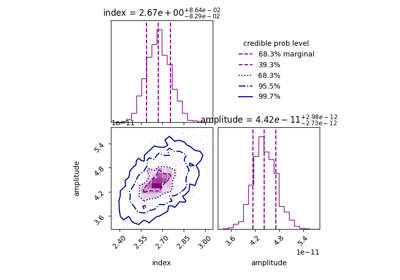 index = 2.67e+00 +8.64e-02 -8.29e-02
credible prob level
68.3% marginal
39.3%
68.3%
95.5%
99.7%
1e-11
amplitude = 4.42e-11 +2.98e-12 -2.73e-12
amplitude
5.4
4.8
4.2
3.6
2.40
2.55
2.70
2.85
3.00
index
3.6
4.2
4.8
5.4
1e-11
amplitude